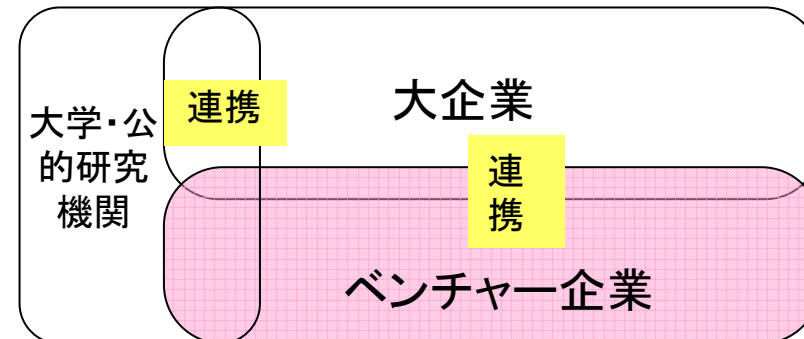 大学・公
的研究
機関
連携
大企業
連
携
ベンチャー企業